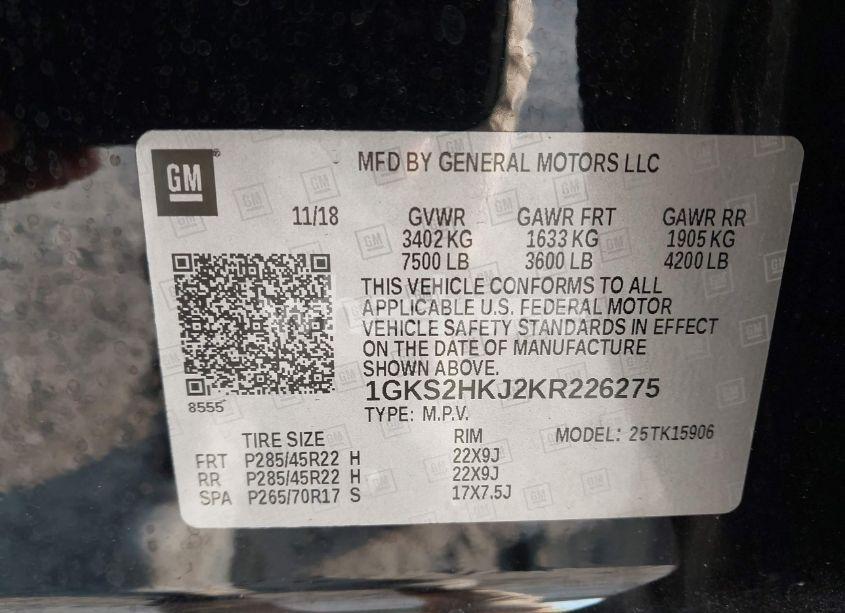 GM
MFD BY GENERAL MOTORS LLC
11/18 GVWR GAWR FRT GAWR RR
3402 KG 1633 KG 1905 KG
7500 LB 3600 LB 4200 LB
THIS VEHICLE CONFORMS TO ALL
APPLICABLE U.S. FEDERAL MOTOR
VEHICLE SAFETY STANDARDS IN EFFECT
ON THE DATE OF MANUFACTURE
SHOWN ABOVE.
1GKS2HKJ2KR226275
8555
TYPE: M.P.V.
TIRE SIZE RIM MODEL: 25TK15906
FRT P285/45R22 H 22X9J
RR P285/45R22 H 22X9J
SPA P265/70R17 S 17X7.5J